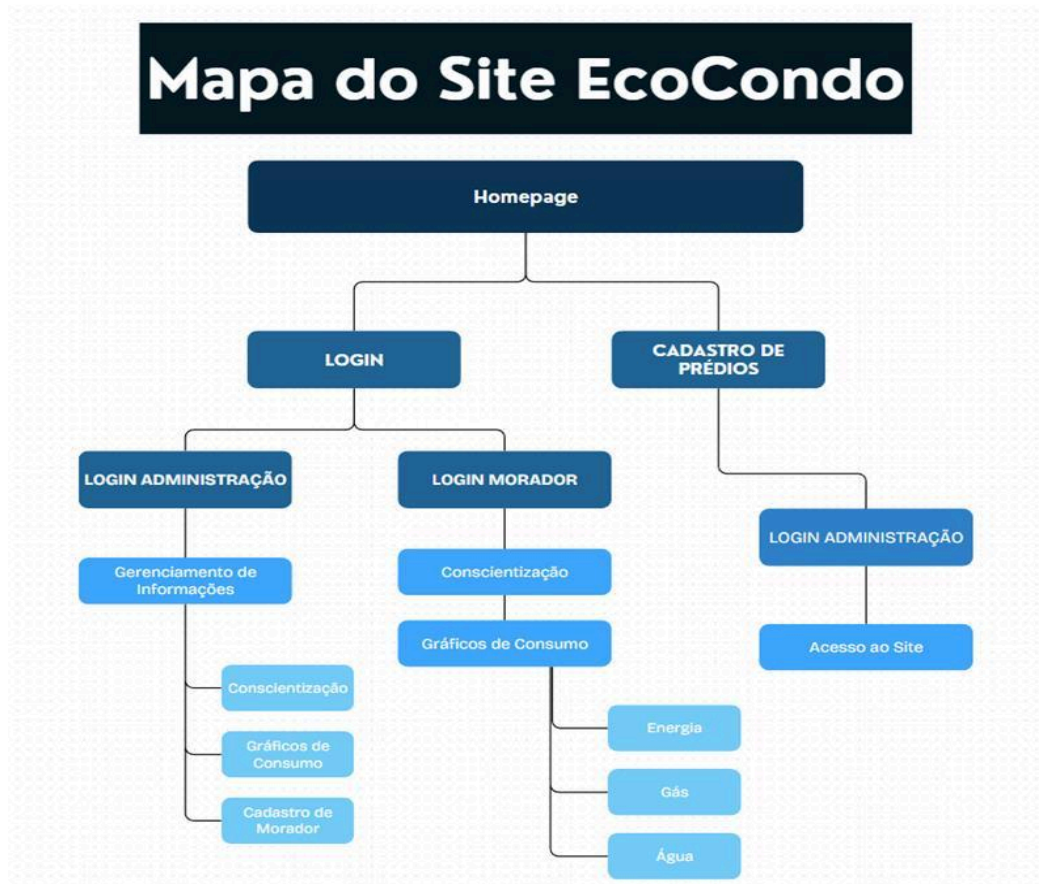 Mapa do Site EcoCondo
Homepage
LOGIN
CADASTRO DE
PRÉDIOS
LOGIN ADMINISTRAÇÃO
LOGIN MORADOR
LOGIN ADMINISTRAÇÃO
Gerenciamento de
Informações
Conscientização
Gráficos de Consumo
Acesso ao Site
Conscientização
Gráficos de
Consumo
Cadastro de
Morador
Energia
Gás
Água